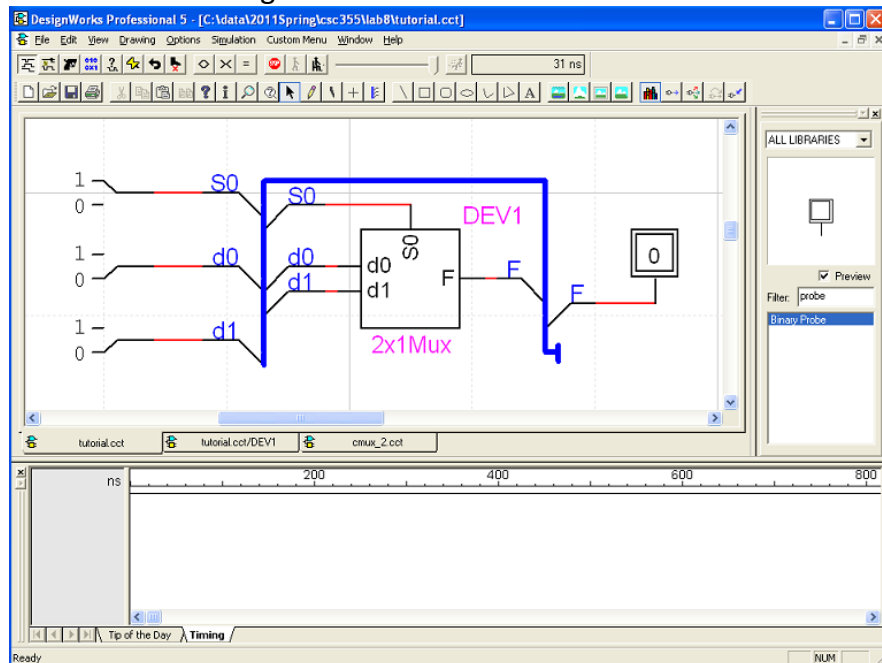 DesignWorks Professional 5 - [C:\data\2011Spring\csc355\lab8\tutorial.cct]
File Edit View Drawing Options Simulation Custom Menu Window Help
31 ns
ALL LIBRARIES
1
0
S0
S0
DEV1
1
0
d0
d0
d1
d0
d1
S0
F
F
F
0
1
0
d1
2x1Mux
Preview
Filter: probe
Binary Probe
tutorial.cct
tutorial.cct/DEV1
cmux_2.cct
ns
200
400
600
800
Tip of the Day
Timing
Ready
NUM